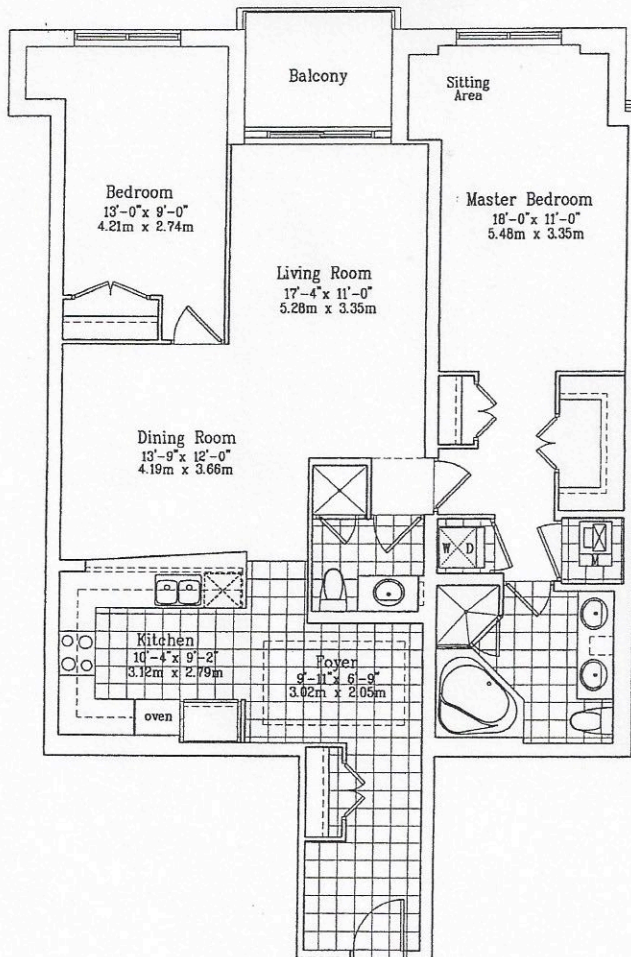 Balcony
Sitting
Area
Bedroom
13'-0"x 9'-0"
4.21m x 2.74m
Master Bedroom
18'-0"x 11'-0"
5.48m x 3.35m
Living Room
17'-4"x 11'-0"
5.28m x 3.35m
Dining Room
13'-9"x 12'-0"
4.19m x 3.66m
W D
M
Kitchen
10'-4"x 9'-2"
3.12m x 2.79m
Foyer
9'-11"x 6'-9"
3.02m x 2.05m
oven